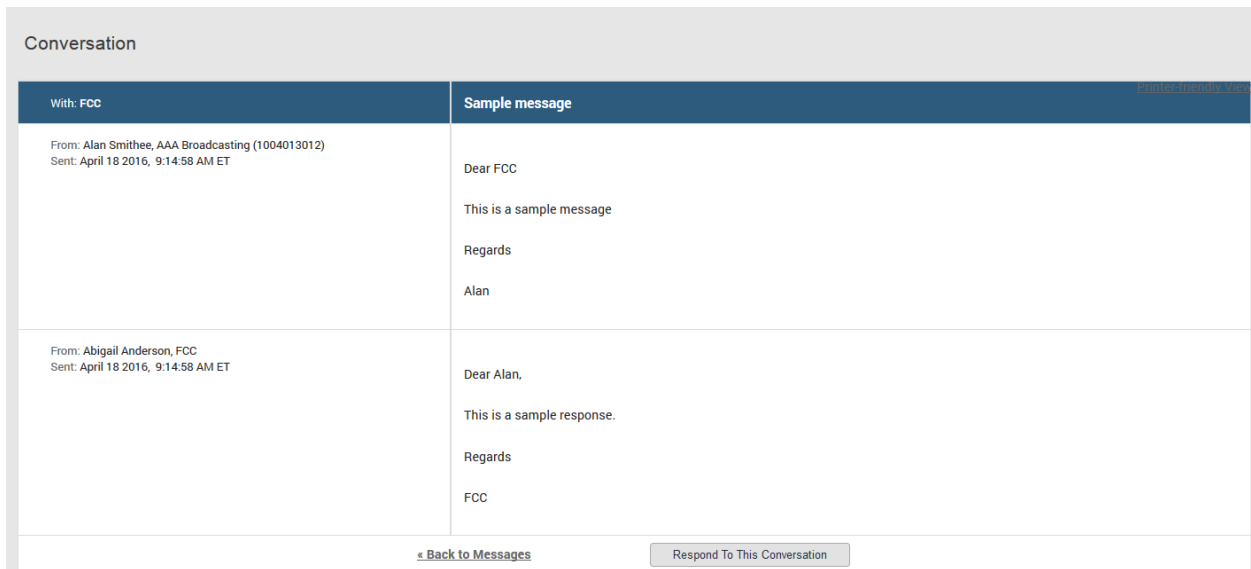 Conversation
Printer-friendly View
With: FCC
Sample message
From: Alan Smithee, AAA Broadcasting (1004013012)
Sent: April 18 2016,  9:14:58 AM ET
Dear FCC
This is a sample message
Regards
Alan
From: Abigail Anderson, FCC
Sent: April 18 2016,  9:14:58 AM ET
Dear Alan,
This is a sample response.
Regards
FCC
« Back to Messages
Respond To This Conversation